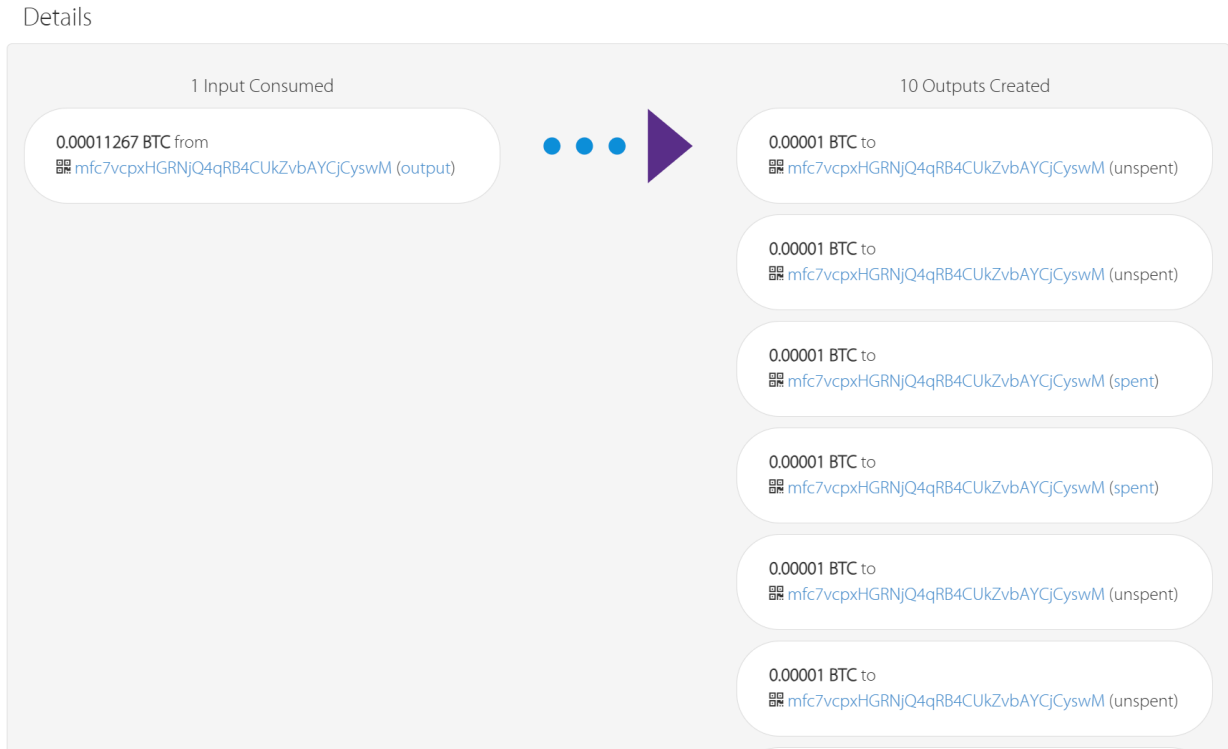 Details
1 Input Consumed
0.00011267 BTC from
mfc7vcpxHGRNjQ4qRB4CUkZvbAYCjCyswM (output)
10 Outputs Created
0.00001 BTC to
mfc7vcpxHGRNjQ4qRB4CUkZvbAYCjCyswM (unspent)
0.00001 BTC to
mfc7vcpxHGRNjQ4qRB4CUkZvbAYCjCyswM (unspent)
0.00001 BTC to
mfc7vcpxHGRNjQ4qRB4CUkZvbAYCjCyswM (spent)
0.00001 BTC to
mfc7vcpxHGRNjQ4qRB4CUkZvbAYCjCyswM (spent)
0.00001 BTC to
mfc7vcpxHGRNjQ4qRB4CUkZvbAYCjCyswM (unspent)
0.00001 BTC to
mfc7vcpxHGRNjQ4qRB4CUkZvbAYCjCyswM (unspent)